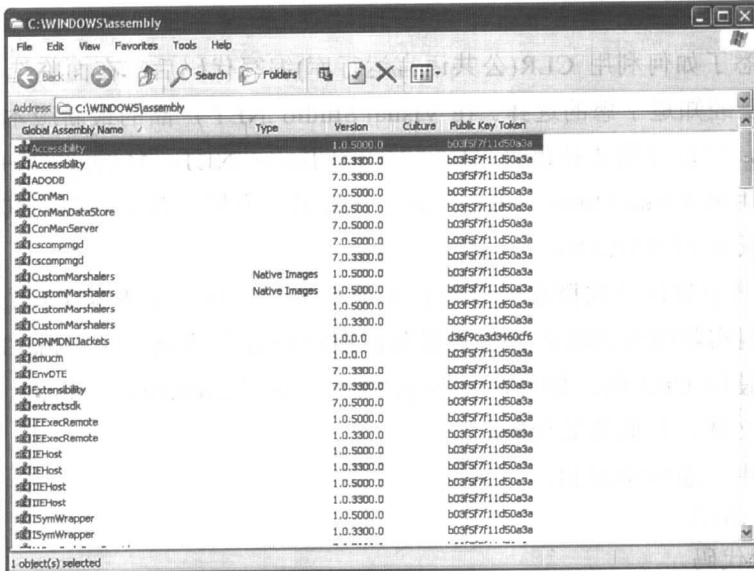 C:\WINDOWS\assembly
File Edit View Favorites Tools Help
Back Search Folders
Address C:\WINDOWS\assembly
Global Assembly Name Type Version Culture Public Key Token
Accessibility 1.0.5000.0 b03f5f7f11d50a3a
Accessibility 1.0.3300.0 b03f5f7f11d50a3a
ADODB 7.0.3300.0 b03f5f7f11d50a3a
ConMan 7.0.5000.0 b03f5f7f11d50a3a
ConManDataStore 7.0.5000.0 b03f5f7f11d50a3a
ConManServer 7.0.5000.0 b03f5f7f11d50a3a
cscompmgd 7.0.5000.0 b03f5f7f11d50a3a
cscompmgd 7.0.3300.0 b03f5f7f11d50a3a
CustomMarshalers Native Images 1.0.5000.0 b03f5f7f11d50a3a
CustomMarshalers Native Images 1.0.5000.0 b03f5f7f11d50a3a
CustomMarshalers 1.0.5000.0 b03f5f7f11d50a3a
CustomMarshalers 1.0.3300.0 b03f5f7f11d50a3a
DPNMDNIJackets 1.0.0.0 d36f9ca3d3460cf6
emucm 1.0.0.0 b03f5f7f11d50a3a
EnvDTE 7.0.3300.0 b03f5f7f11d50a3a
Extensibility 7.0.3300.0 b03f5f7f11d50a3a
extractsdk 7.0.5000.0 b03f5f7f11d50a3a
IEExecRemote 1.0.5000.0 b03f5f7f11d50a3a
IEExecRemote 1.0.3300.0 b03f5f7f11d50a3a
IEHost 1.0.5000.0 b03f5f7f11d50a3a
IEHost 1.0.3300.0 b03f5f7f11d50a3a
IIEHost 1.0.5000.0 b03f5f7f11d50a3a
IIEHost 1.0.3300.0 b03f5f7f11d50a3a
ISymWrapper 1.0.5000.0 b03f5f7f11d50a3a
ISymWrapper 1.0.3300.0 b03f5f7f11d50a3a
1 object(s) selected